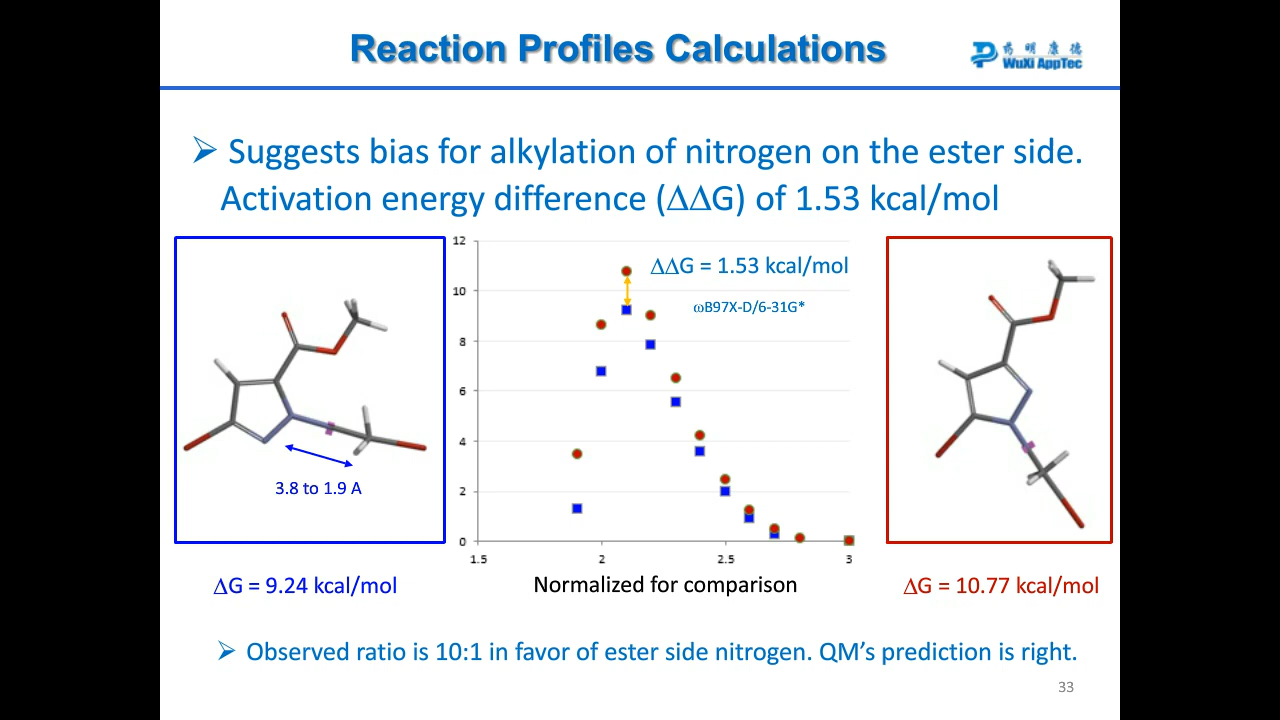 Reaction Profiles Calculations
药 明 康 德
WuXi AppTec
➢ Suggests bias for alkylation of nitrogen on the ester side.
Activation energy difference (ΔΔG) of 1.53 kcal/mol
12
10
8
6
4
2
0
1.5
2
2.5
3
ΔΔG = 1.53 kcal/mol
ωB97X-D/6-31G*
3.8 to 1.9 A
ΔG = 9.24 kcal/mol
Normalized for comparison
ΔG = 10.77 kcal/mol
➢ Observed ratio is 10:1 in favor of ester side nitrogen. QM’s prediction is right.
33